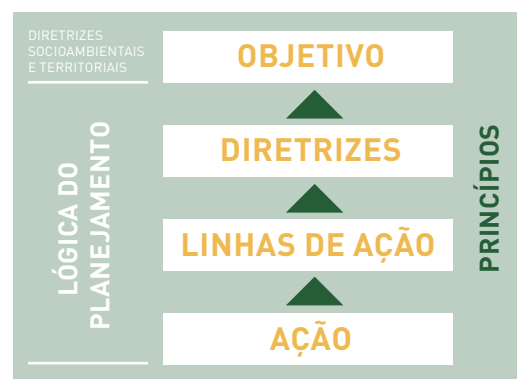 DIRETRIZES
SOCIOAMBIENTAIS
E TERRITORIAIS
LÓGICA DO
PLANEJAMENTO
OBJETIVO
DIRETRIZES
LINHAS DE AÇÃO
AÇÃO
PRINCÍPIOS